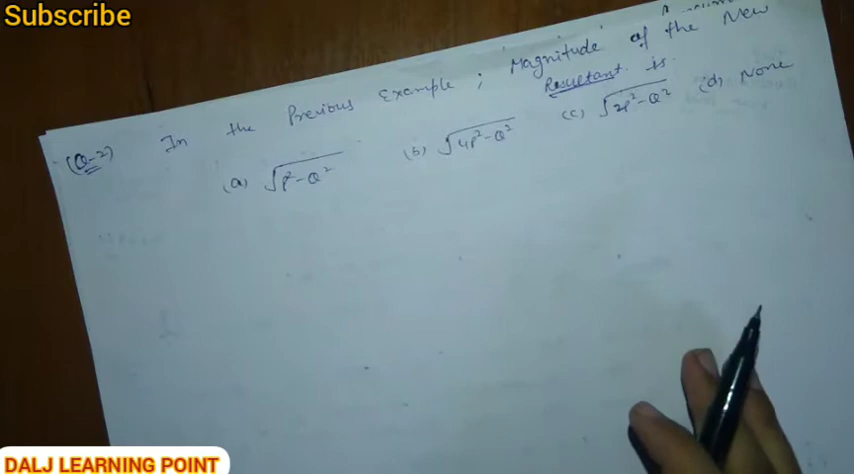 Subscribe
(Q-2) In the Previous Example ; Magnitude of the New Resultant is
(a) √P²-Q² (b) √4P²-Q² (c) √2P²-Q² (d) None
DALJ LEARNING POINT